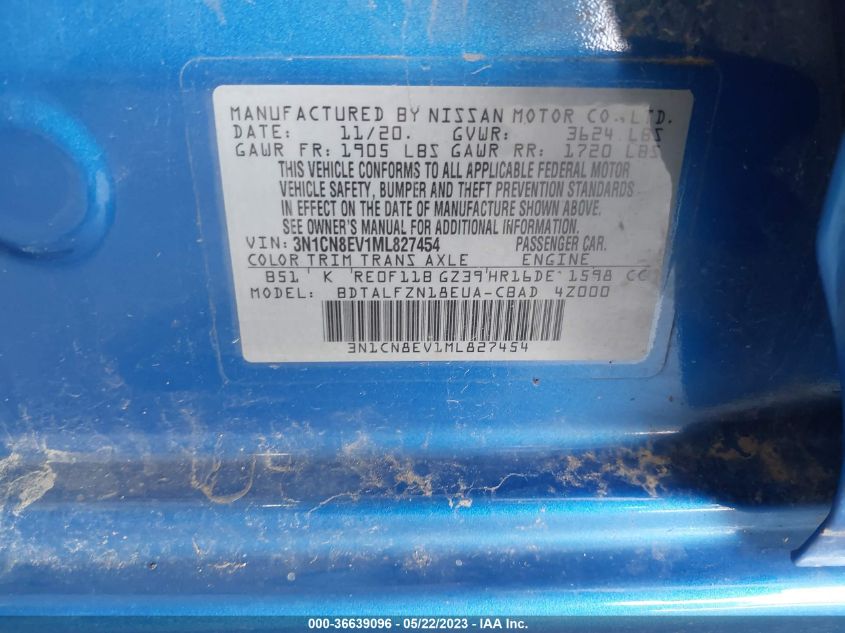 MANUFACTURED BY NISSAN MOTOR CO., LTD.
DATE: 11/20. GVWR: 3624 LBS
GAWR FR: 1905 LBS GAWR RR: 1720 LBS
THIS VEHICLE CONFORMS TO ALL APPLICABLE FEDERAL MOTOR
VEHICLE SAFETY, BUMPER AND THEFT PREVENTION STANDARDS
IN EFFECT ON THE DATE OF MANUFACTURE SHOWN ABOVE.
SEE OWNER'S MANUAL FOR ADDITIONAL INFORMATION.
VIN: 3N1CN8EV1ML827454 PASSENGER CAR.
COLOR TRIM TRANS AXLE ENGINE
B51 K RE0F11B GZ39 HR16DE 1598 CC
MODEL: BDTALFZN18EUA-CBAD 4Z000
3N1CN8EV1ML827454
000-36639096 - 05/22/2023 - IAA Inc.